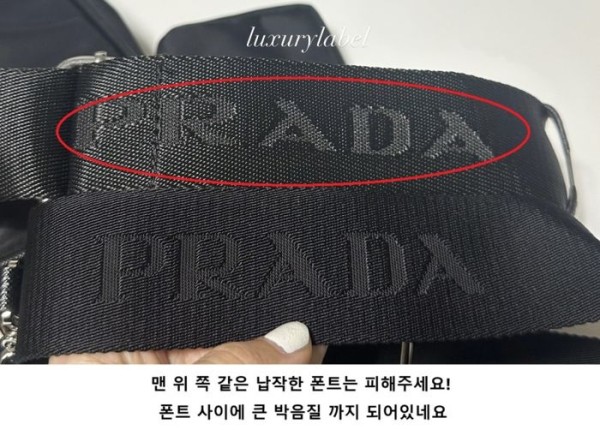 luxurylabel
PRADA
PRADA
맨 위 쪽 같은 납작한 폰트는 피해주세요!
폰트 사이에 큰 박음질 까지 되어있네요